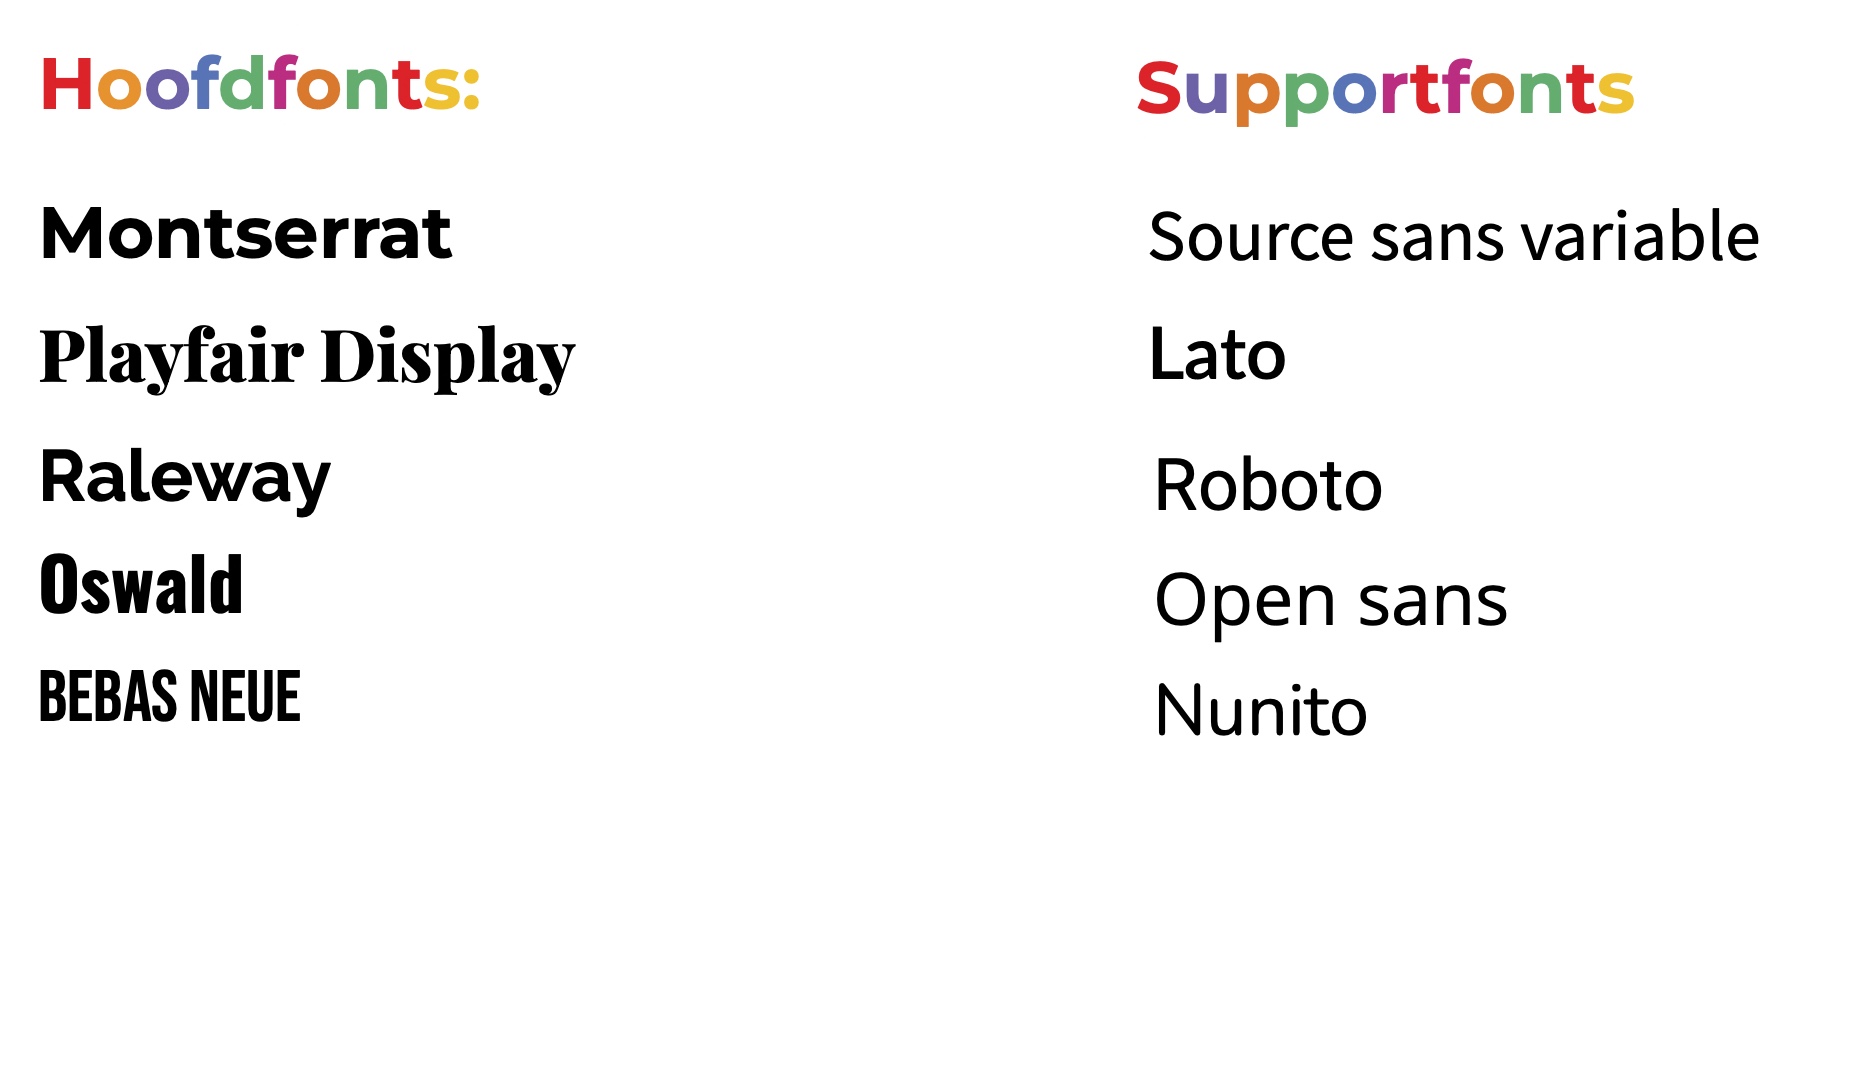 Hoofdfonts:
Montserrat
Playfair Display
Raleway
Oswald
BEBAS NEUE
Supportfonts
Source sans variable
Lato
Roboto
Open sans
Nunito